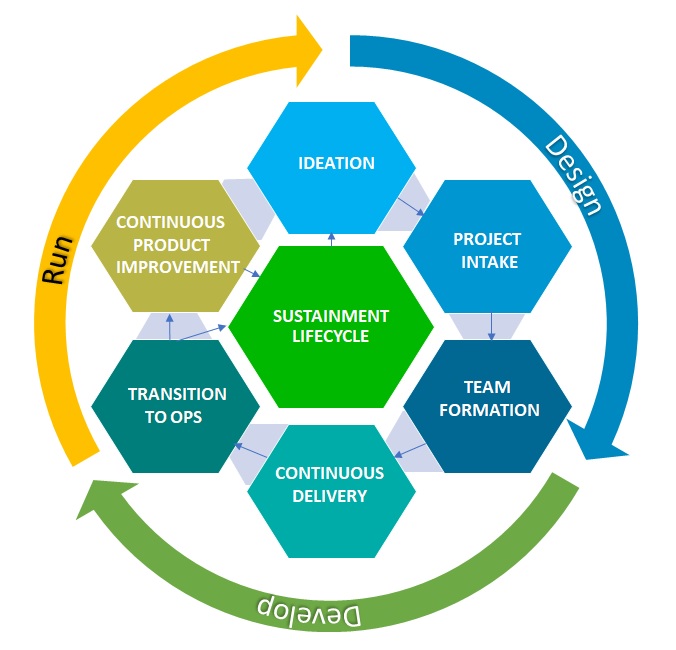 IDEATION
Design
PROJECT
INTAKE
TEAM
FORMATION
CONTINUOUS
DELIVERY
Develop
TRANSITION
TO OPS
CONTINUOUS
PRODUCT
IMPROVEMENT
Run
SUSTAINMENT
LIFECYCLE